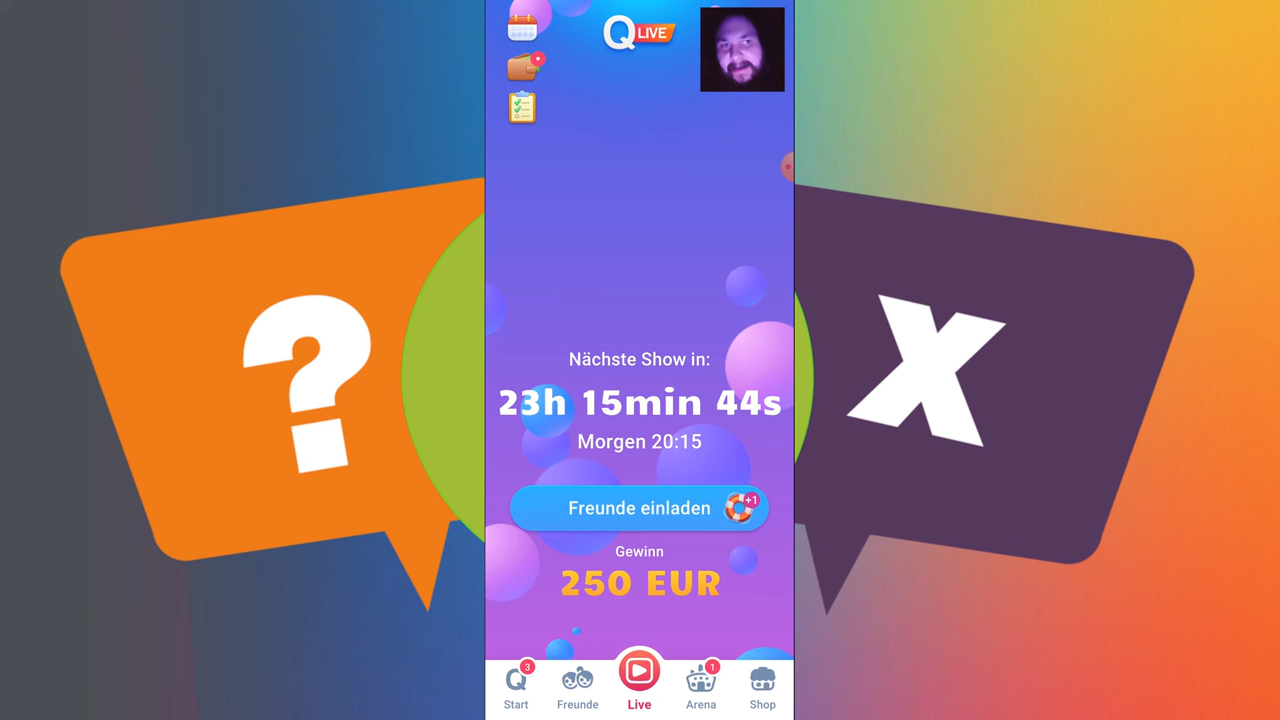 Q LIVE
?
X
Nächste Show in:
23h 15min 44s
Morgen 20:15
Freunde einladen
+1
Gewinn
250 EUR
3
1
Q
Start
Freunde
Live
Arena
Shop